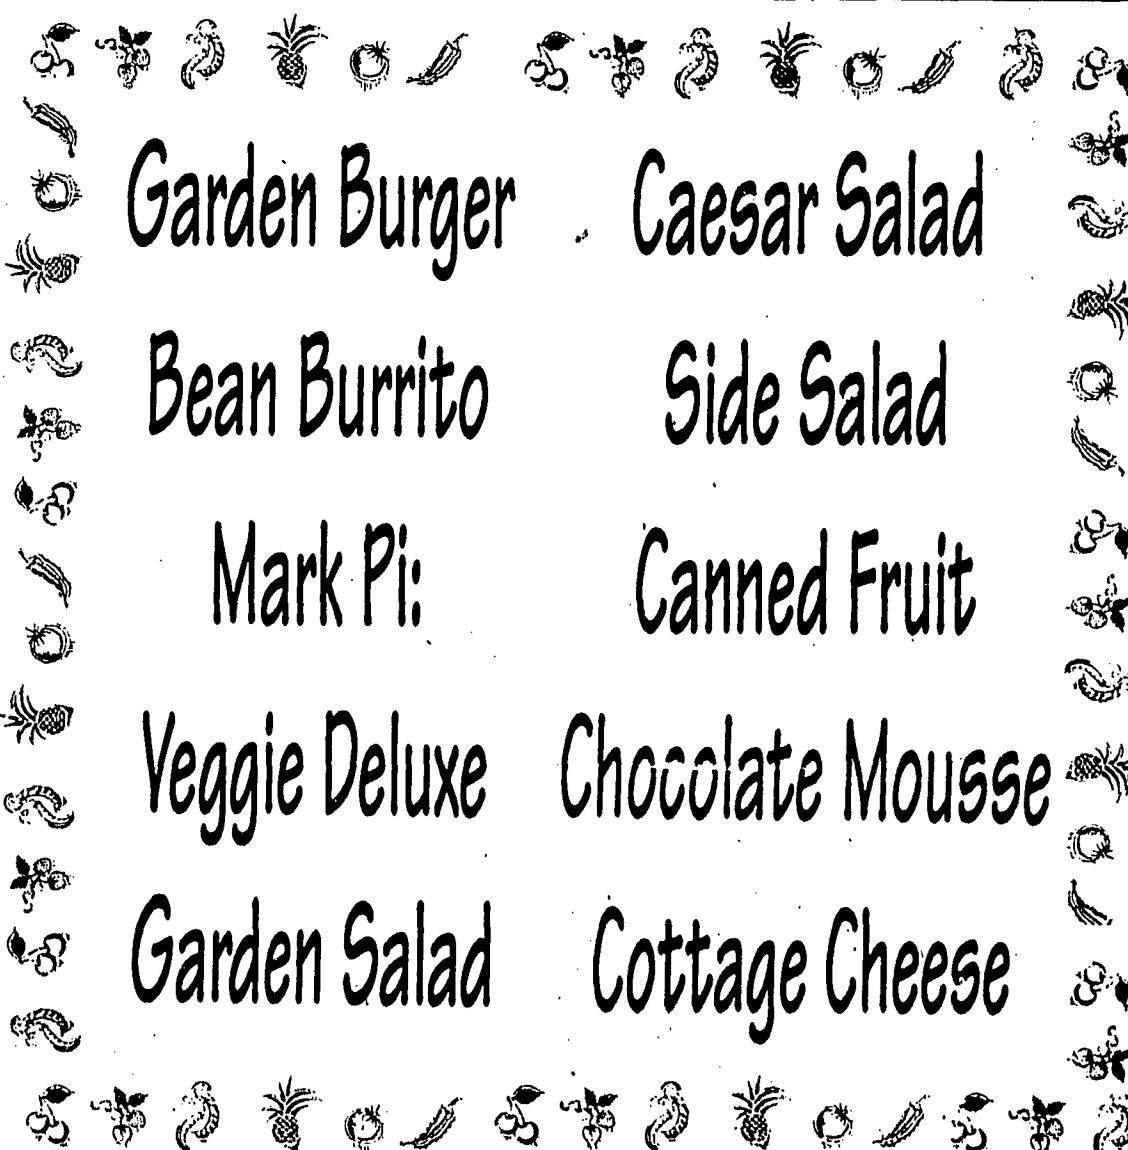 Garden Burger
Bean Burrito
Mark Pi:
Veggie Deluxe
Garden Salad
Caesar Salad
Side Salad
Canned Fruit
Chocolate Mousse
Cottage Cheese